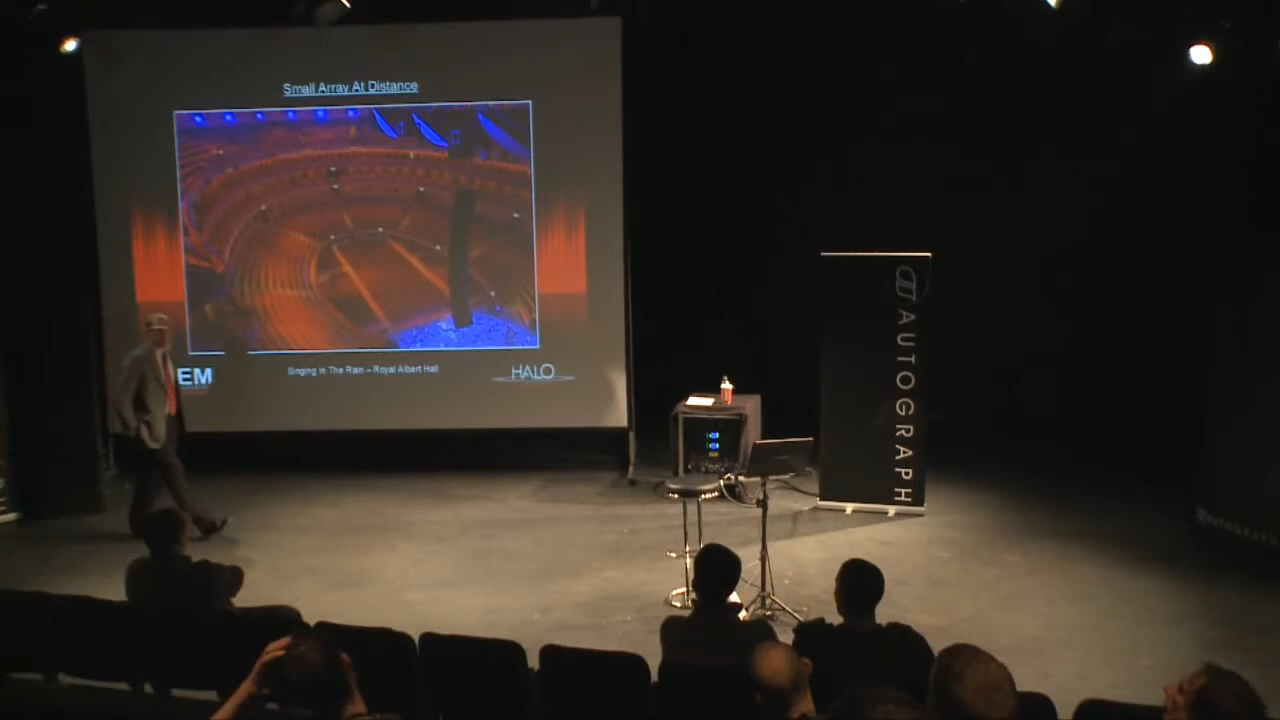 Small Array At Distance
EM
Singing In The Rain – Royal Albert Hall
HALO
AUTOGRAPH